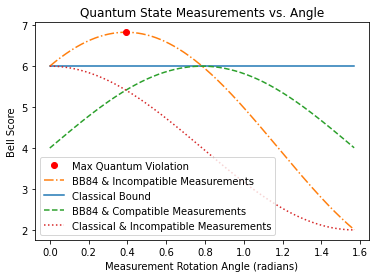 Quantum State Measurements vs. Angle
7
6
5
4
3
2
Bell Score
Max Quantum Violation
BB84 & Incompatible Measurements
Classical Bound
BB84 & Compatible Measurements
Classical & Incompatible Measurements
0.0 0.2 0.4 0.6 0.8 1.0 1.2 1.4 1.6
Measurement Rotation Angle (radians)